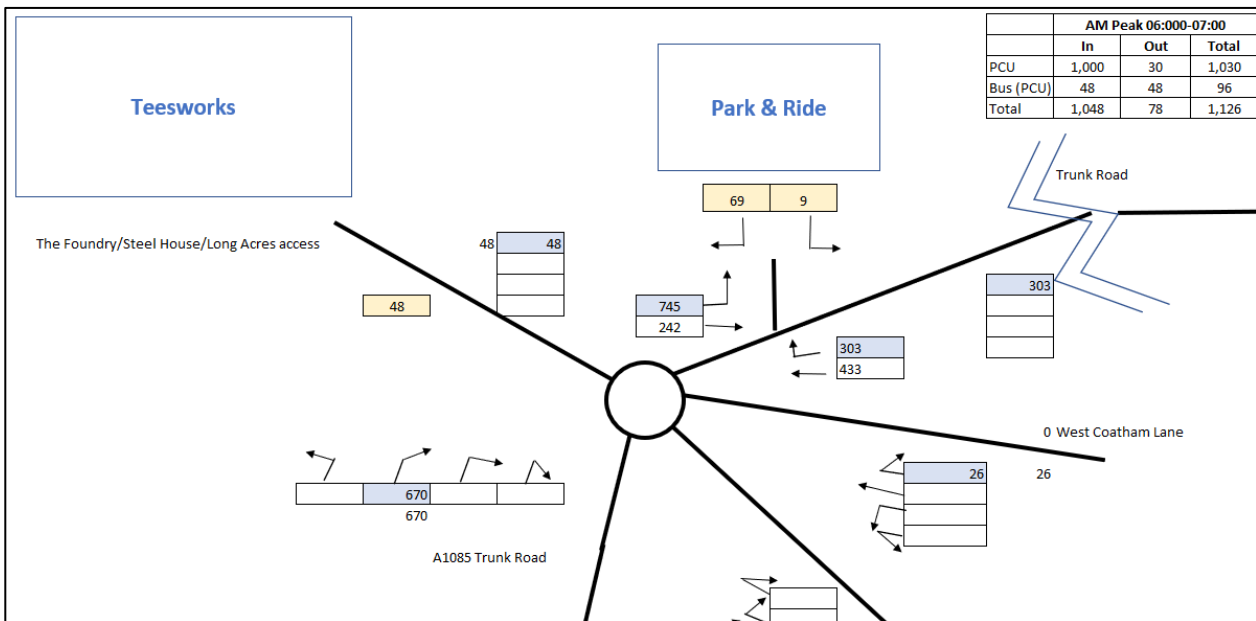 AM Peak 06:000-07:00
In Out Total
PCU 1,000 30 1,030
Bus (PCU) 48 48 96
Total 1,048 78 1,126
Teesworks
Park & Ride
Trunk Road
69 9
The Foundry/Steel House/Long Acres access
48 48
303
48
745
242
303
433
0 West Coatham Lane
26 26
670
670
A1085 Trunk Road